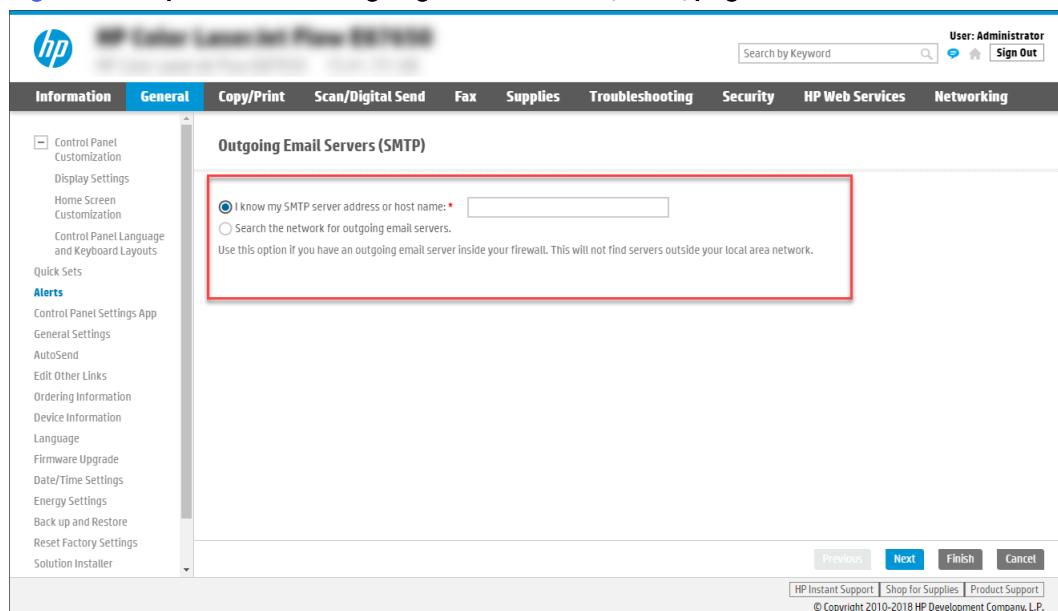 hp
User: Administrator
Search by Keyword
Sign Out
Information General Copy/Print Scan/Digital Send Fax Supplies Troubleshooting Security HP Web Services Networking
Control Panel
Customization
Display Settings
Home Screen
Customization
Control Panel Language
and Keyboard Layouts
Quick Sets
Alerts
Control Panel Settings App
General Settings
AutoSend
Edit Other Links
Ordering Information
Device Information
Language
Firmware Upgrade
Date/Time Settings
Energy Settings
Back up and Restore
Reset Factory Settings
Solution Installer
Outgoing Email Servers (SMTP)
I know my SMTP server address or host name: *
Search the network for outgoing email servers.
Use this option if you have an outgoing email server inside your firewall. This will not find servers outside your local area network.
Previous Next Finish Cancel
HP Instant Support Shop for Supplies Product Support
© Copyright 2010-2018 HP Development Company, L.P.